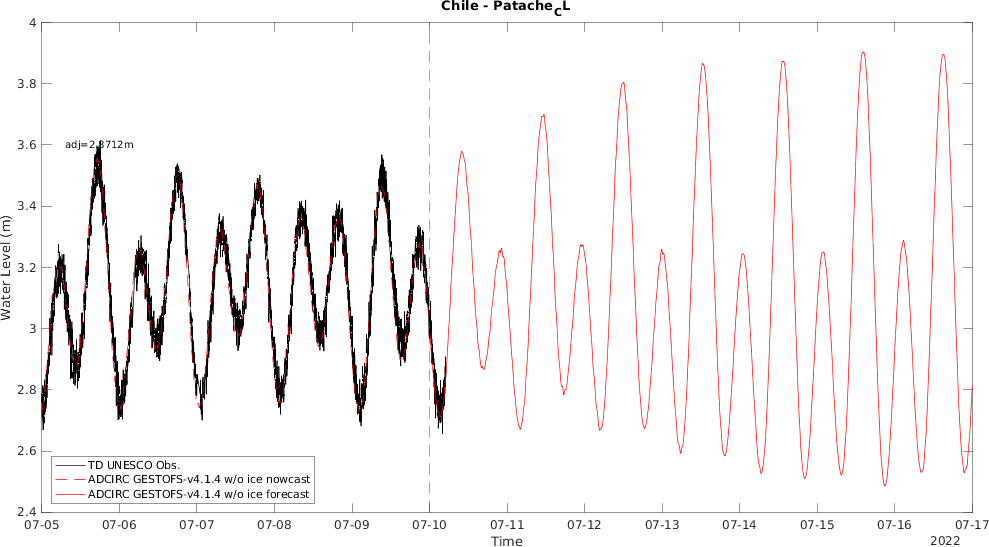 Chile - Patache_CL
4
3.8
3.6
3.4
3.2
3
2.8
2.6
2.4
Water Level (m)
adj=2.3712m
TD UNESCO Obs.
ADCIRC GESTOFS-v4.1.4 w/o ice nowcast
ADCIRC GESTOFS-v4.1.4 w/o ice forecast
07-05 07-06 07-07 07-08 07-09 07-10 07-11 07-12 07-13 07-14 07-15 07-16 07-17
Time
2022